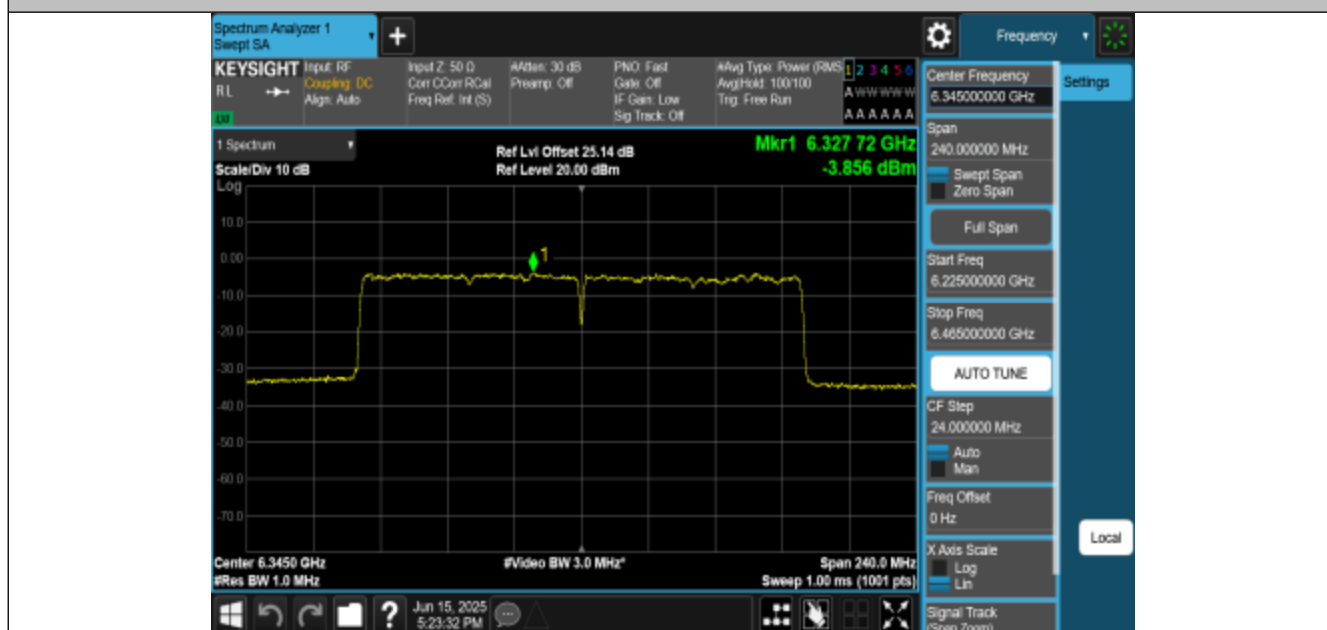 Spectrum Analyzer 1
Swept SA
+
Frequency
KEYSIGHT
RL
Input: RF
Coupling: DC
Align: Auto
Input Z: 50 Ω
Corr CCorr RCal
Freq Ref: Int (S)
#Atten: 30 dB
Preamp: Off
PNO: Fast
Gate: Off
IF Gain: Low
Sig Track: Off
#Avg Type: Power (RMS
Avg|Hold: 100/100
Trig: Free Run
1 2 3 4 5 6
A W W W W W
A A A A A A
Center Frequency
6.345000000 GHz
Settings
Span
240.000000 MHz
Swept Span
Zero Span
Full Span
Start Freq
6.225000000 GHz
Stop Freq
6.465000000 GHz
AUTO TUNE
CF Step
24.000000 MHz
Auto
Man
Freq Offset
0 Hz
X Axis Scale
Log
Lin
Signal Track
(Span Zoom)
Local
1 Spectrum
Scale/Div 10 dB
Log
Ref Lvl Offset 25.14 dB
Ref Level 20.00 dBm
Mkr1 6.327 72 GHz
-3.856 dBm
1
10.0
0.00
-10.0
-20.0
-30.0
-40.0
-50.0
-60.0
-70.0
Center 6.3450 GHz
#Res BW 1.0 MHz
#Video BW 3.0 MHz*
Span 240.0 MHz
Sweep 1.00 ms (1001 pts)
?
Jun 15, 2025
5:23:32 PM